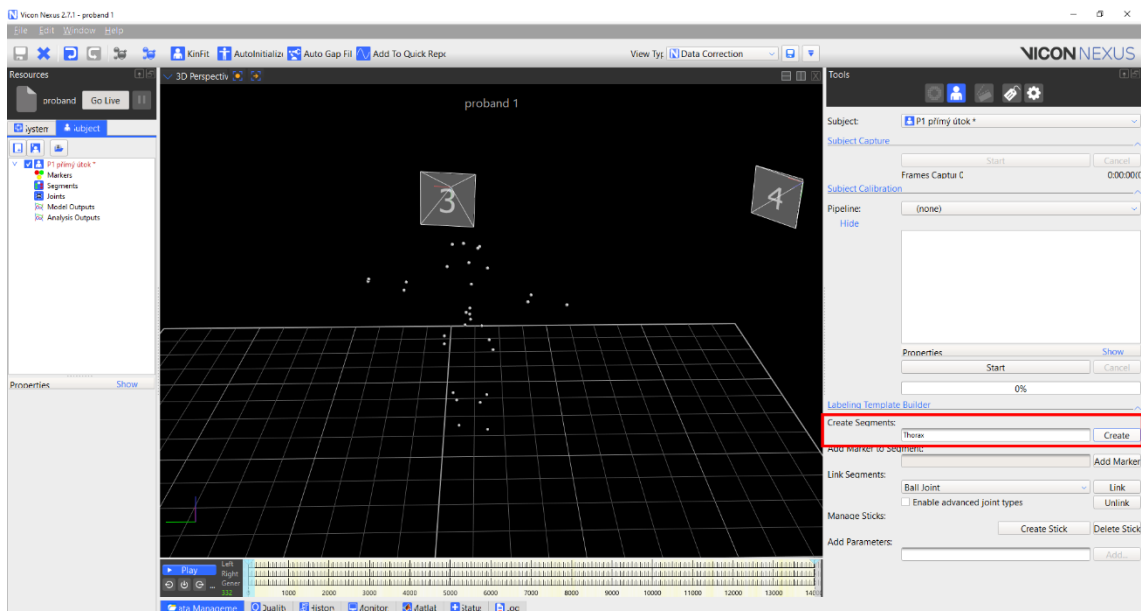 Vicon Nexus 2.7.1 - proband 1
File Edit Window Help
KinFit AutoInitializ Auto Gap Fil Add To Quick Repo
View Typ Data Correction
VICON NEXUS
Resources
proband Go Live
System Subject
P1 přímý útok *
Markers
Segments
Joints
Model Outputs
Analysis Outputs
Properties Show
3D Perspectiv
proband 1
3
4
Play
Left
Right
Gener
332
1000 2000 3000 4000 5000 6000 7000 8000 9000 10000 11000 12000 13000
Tools
Subject: P1 přímý útok *
Subject Capture
Start Cancel
Frames Captur 0
Subject Calibration
Pipeline: (none)
Hide
Properties Show
Start Cancel
0%
Labeling Template Builder
Create Segments:
Thorax Create
Add Marker to Segment:
Add Marker
Link Segments:
Ball Joint Link
Enable advanced joint types Unlink
Manage Sticks:
Create Stick Delete Stick
Add Parameters:
Add...